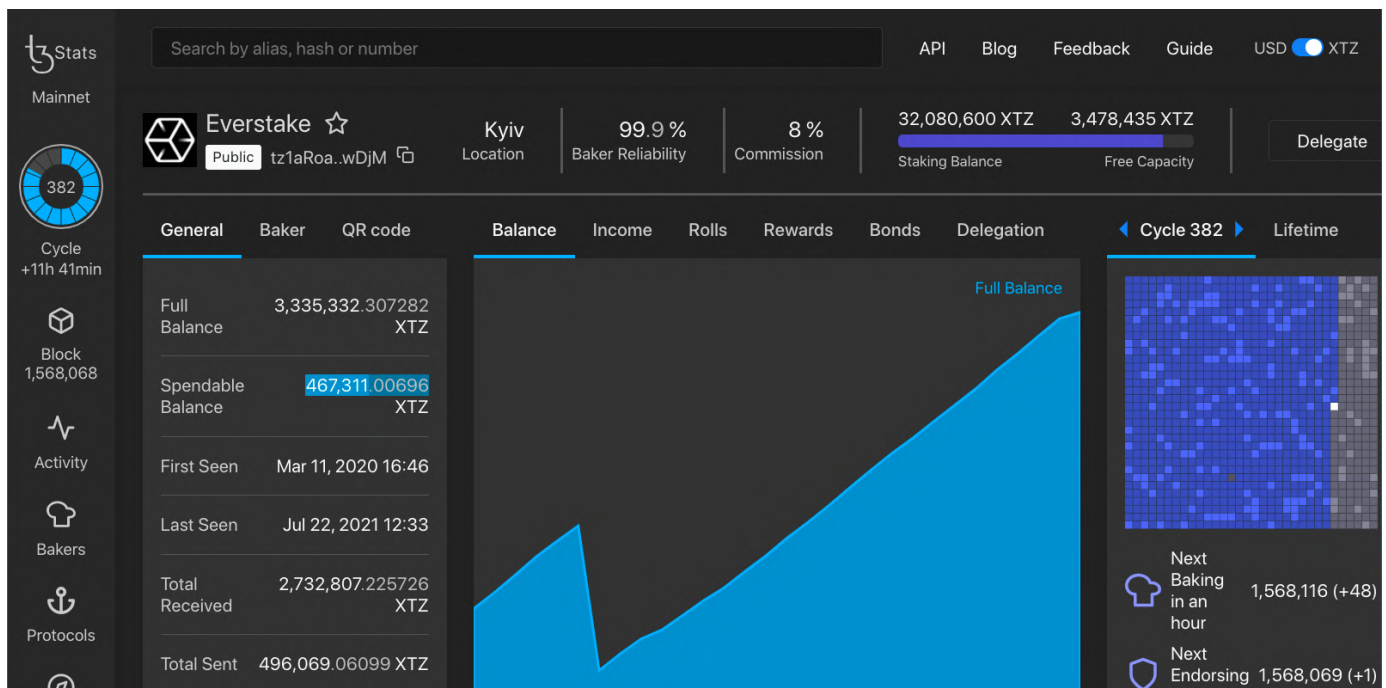 tz Stats
Search by alias, hash or number
API Blog Feedback Guide USD XTZ
Mainnet
382
Cycle
+11h 41min
Block
1,568,068
Activity
Bakers
Protocols
Everstake
Public tz1aRoa..wDjM
Kyiv
Location
99.9 %
Baker Reliability
8 %
Commission
32,080,600 XTZ 3,478,435 XTZ
Staking Balance Free Capacity
Delegate
General Baker QR code
Full
Balance
3,335,332.307282
XTZ
Spendable
Balance
467,311.00696
XTZ
First Seen Mar 11, 2020 16:46
Last Seen Jul 22, 2021 12:33
Total
Received
2,732,807.225726
XTZ
Total Sent 496,069.06099 XTZ
Balance Income Rolls Rewards Bonds Delegation
Full Balance
Cycle 382 Lifetime
Next
Baking
in an
hour
1,568,116 (+48)
Next
Endorsing 1,568,069 (+1)